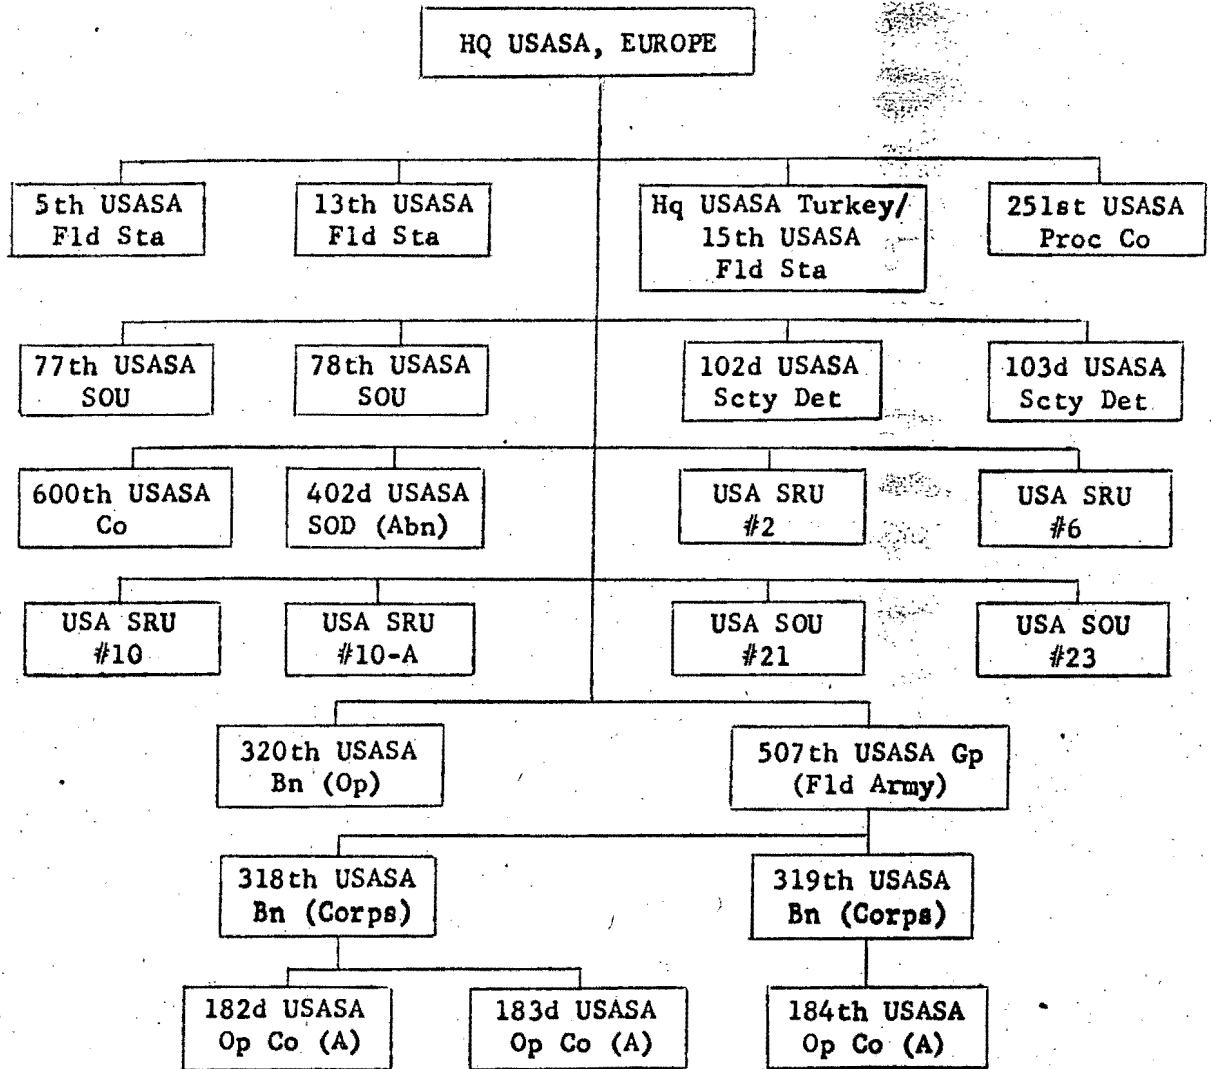 HQ USASA, EUROPE
5th USASA
Fld Sta
13th USASA
Fld Sta
Hq USASA Turkey/
15th USASA
Fld Sta
251st USASA
Proc Co
77th USASA
SOU
78th USASA
SOU
102d USASA
Scty Det
103d USASA
Scty Det
600th USASA
Co
402d USASA
SOD (Abn)
USA SRU
#2
USA SRU
#6
USA SRU
#10
USA SRU
#10-A
USA SOU
#21
USA SOU
#23
320th USASA
Bn (Op)
507th USASA Gp
(Fld Army)
318th USASA
Bn (Corps)
319th USASA
Bn (Corps)
182d USASA
Op Co (A)
183d USASA
Op Co (A)
184th USASA
Op Co (A)